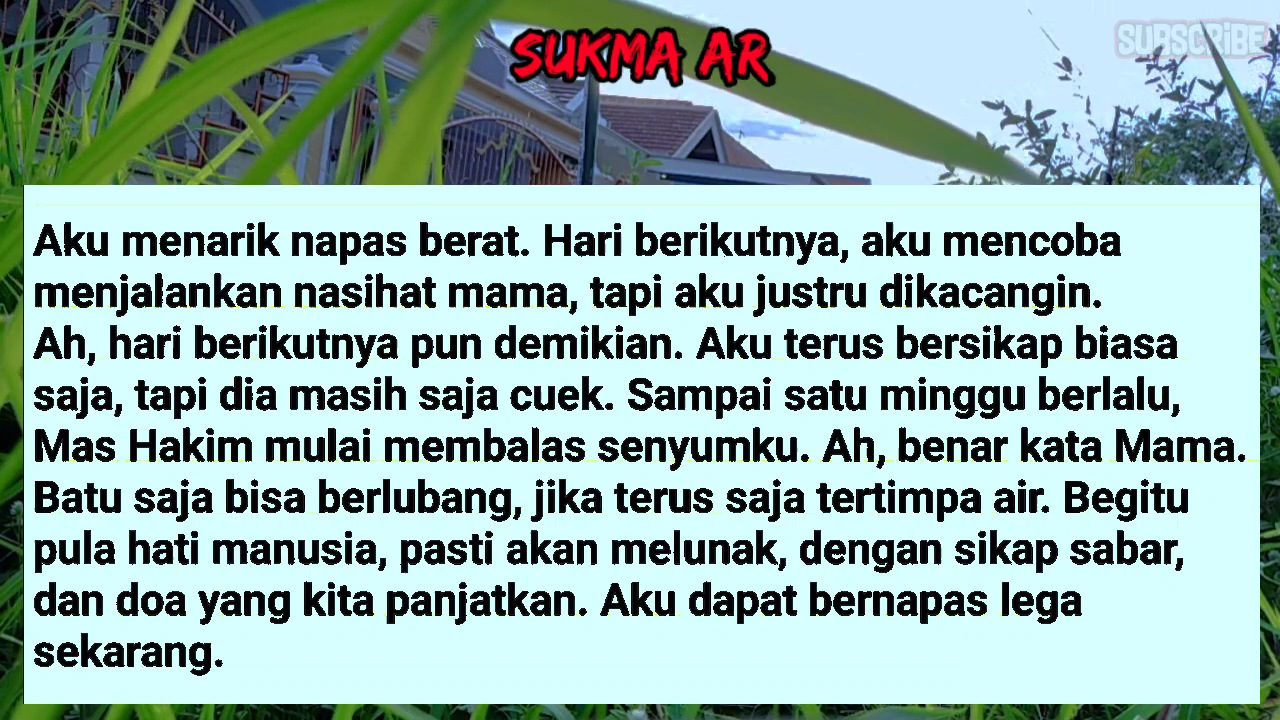 SUKMA AR
SUBSCRIBE
Aku menarik napas berat. Hari berikutnya, aku mencoba
menjalankan nasihat mama, tapi aku justru dikacangin.
Ah, hari berikutnya pun demikian. Aku terus bersikap biasa
saja, tapi dia masih saja cuek. Sampai satu minggu berlalu,
Mas Hakim mulai membalas senyumku. Ah, benar kata Mama.
Batu saja bisa berlubang, jika terus saja tertimpa air. Begitu
pula hati manusia, pasti akan melunak, dengan sikap sabar,
dan doa yang kita panjatkan. Aku dapat bernapas lega
sekarang.